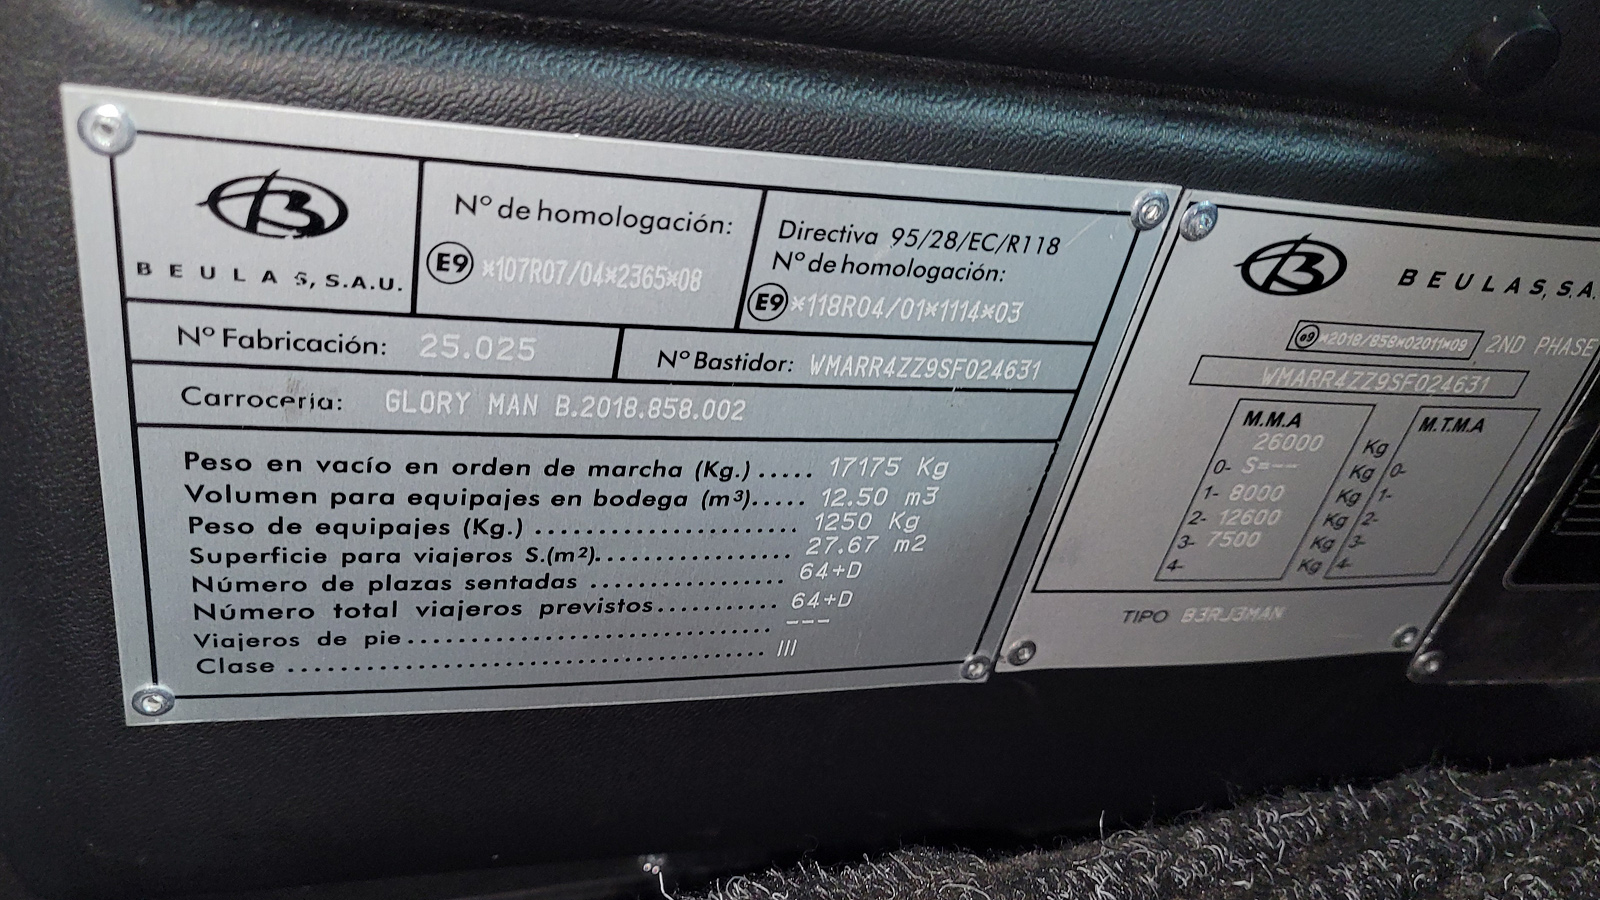 BEULAS, S.A.U.
Nº de homologación:
E9 *107R07/04*2365*08
Directiva 95/28/EC/R118
Nº de homologación:
E9 *118R04/01*1114*03
Nº Fabricación: 25.025
Nº Bastidor: WMARR4ZZ9SF024631
Carrocería: GLORY MAN B.2018.858.002
Peso en vacío en orden de marcha (Kg.) ..... 17175 Kg
Volumen para equipajes en bodega (m³)..... 12.50 m3
Peso de equipajes (Kg.) .......................... 1250 Kg
Superficie para viajeros S.(m²)................... 27.67 m2
Número de plazas sentadas ................... 64+D
Número total viajeros previstos............ 64+D
Viajeros de pie.................................... ---
Clase ............................................... III
BEULAS, S.A.
e9 *2018/858*02011*09 2ND PHASE
WMARR4ZZ9SF024631
M.M.A
26000 Kg
0- S=--- Kg
1- 8000 Kg
2- 12600 Kg
3- 7500 Kg
4- Kg
M.T.M.A
0-
1-
2-
3-
4-
TIPO B3RJ3MAN